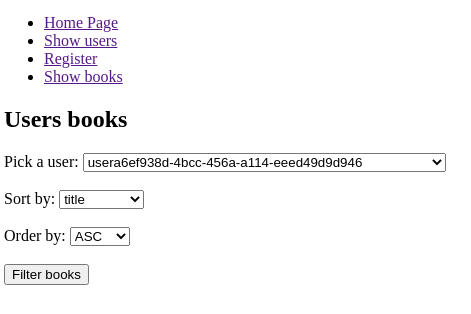 Home Page
Show users
Register
Show books
Users books
Pick a user: usera6ef938d-4bcc-456a-a114-eeed49d9d946
Sort by: title
Order by: ASC
Filter books